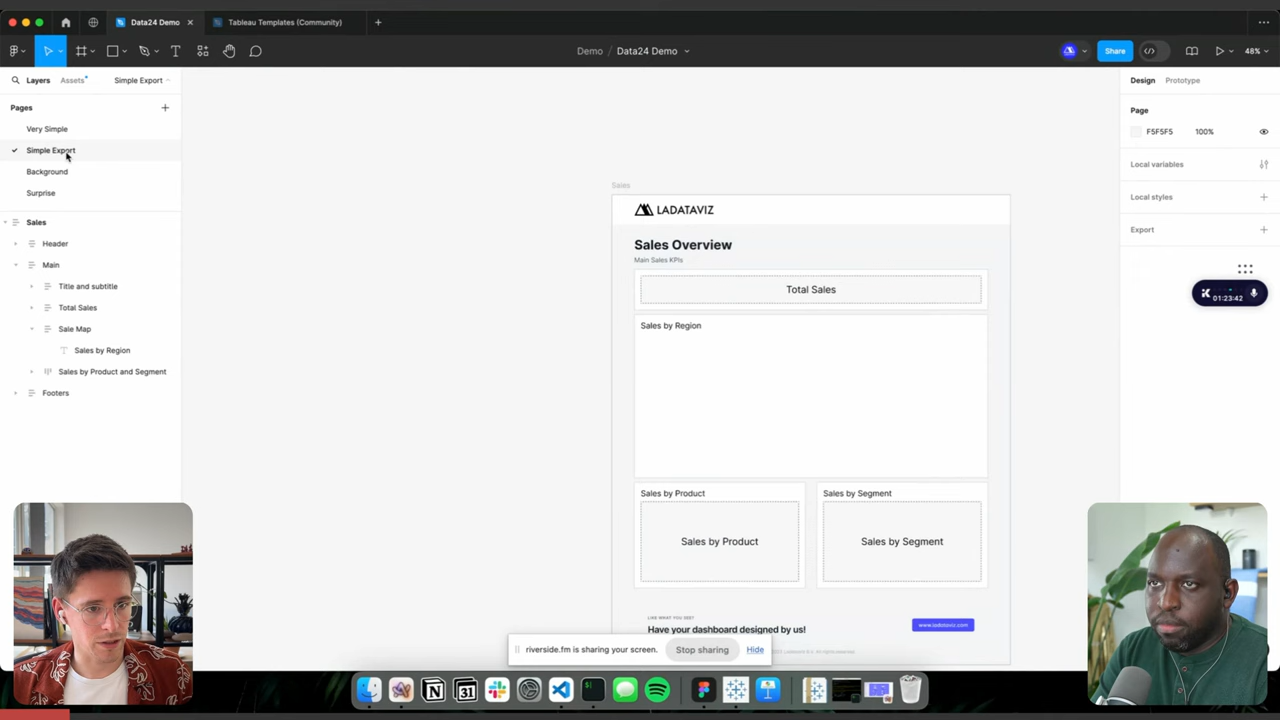 Data24 Demo
Tableau Templates (Community)
Demo / Data24 Demo
Share
48%
Layers
Assets
Simple Export
Design
Prototype
Pages
Page
Very Simple
F5F5F5
100%
Simple Export
Local variables
Background
Surprise
Local styles
Sales
Export
Header
Main
Title and subtitle
Total Sales
01:23:42
Sale Map
Sales by Region
Sales by Product and Segment
Footers
Sales
LADATAVIZ
Sales Overview
Main Sales KPIs
Total Sales
Sales by Region
Sales by Product
Sales by Segment
Sales by Product
Sales by Segment
LIKE WHAT YOU SEE?
Have your dashboard designed by us!
www.ladataviz.com
riverside.fm is sharing your screen.
Stop sharing
Hide
31